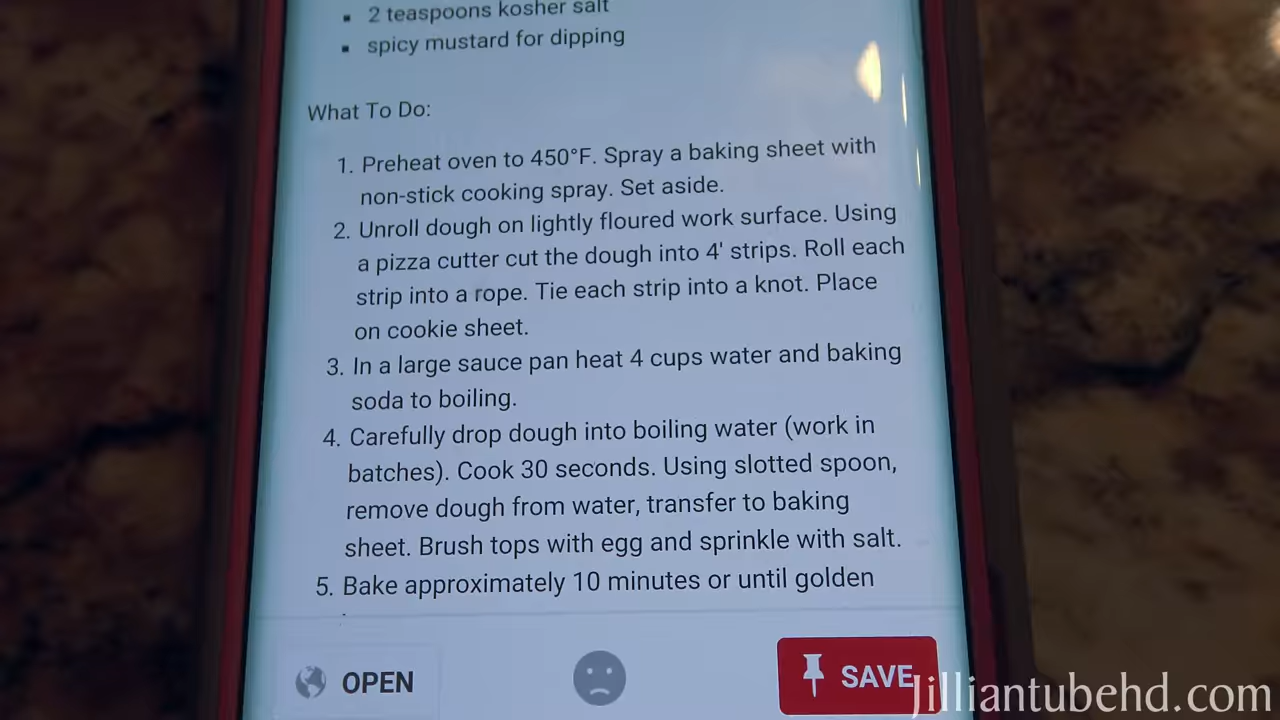 ▪ 2 teaspoons kosher salt
▪ spicy mustard for dipping
What To Do:
1. Preheat oven to 450°F. Spray a baking sheet with
non-stick cooking spray. Set aside.
2. Unroll dough on lightly floured work surface. Using
a pizza cutter cut the dough into 4' strips. Roll each
strip into a rope. Tie each strip into a knot. Place
on cookie sheet.
3. In a large sauce pan heat 4 cups water and baking
soda to boiling.
4. Carefully drop dough into boiling water (work in
batches). Cook 30 seconds. Using slotted spoon,
remove dough from water, transfer to baking
sheet. Brush tops with egg and sprinkle with salt.
5. Bake approximately 10 minutes or until golden
OPEN
SAVE
Jilliantubehd.com